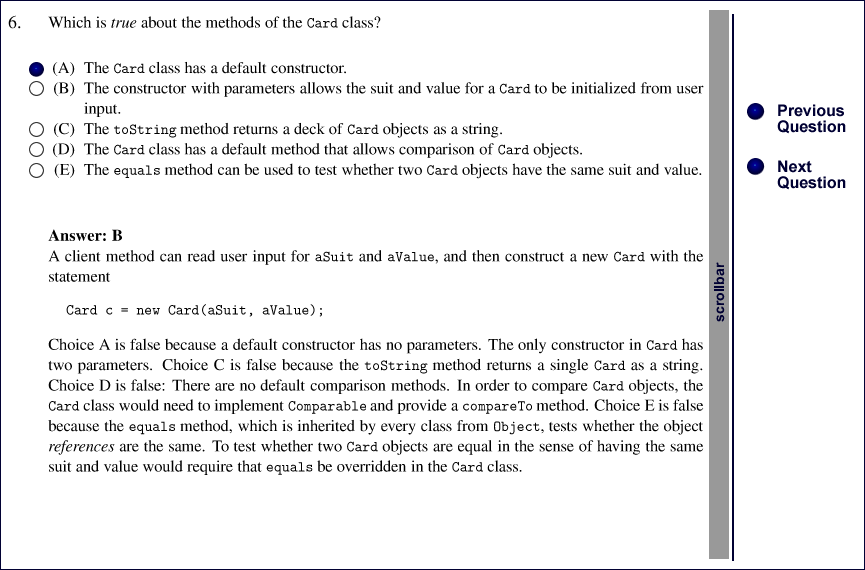 6. Which is true about the methods of the Card class?
(A) The Card class has a default constructor.
(B) The constructor with parameters allows the suit and value for a Card to be initialized from user
input.
(C) The toString method returns a deck of Card objects as a string.
(D) The Card class has a default method that allows comparison of Card objects.
(E) The equals method can be used to test whether two Card objects have the same suit and value.
Answer: B
A client method can read user input for aSuit and aValue, and then construct a new Card with the
statement
Card c = new Card(aSuit, aValue);
Choice A is false because a default constructor has no parameters. The only constructor in Card has
two parameters. Choice C is false because the toString method returns a single Card as a string.
Choice D is false: There are no default comparison methods. In order to compare Card objects, the
Card class would need to implement Comparable and provide a compareTo method. Choice E is false
because the equals method, which is inherited by every class from Object, tests whether the object
references are the same. To test whether two Card objects are equal in the sense of having the same
suit and value would require that equals be overridden in the Card class.
scrollbar
Previous
Question
Next
Question